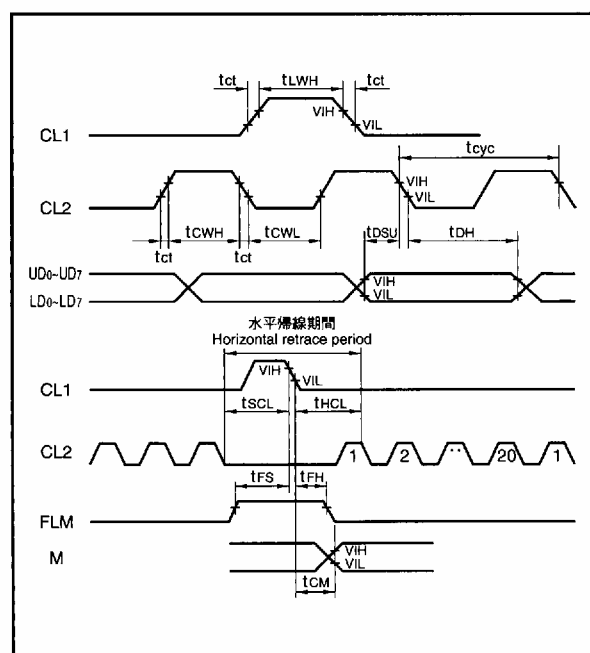 tct tLWH tct
VIH
VIL
CL1
tcyc
VIH
VIL
CL2
tCWH tCWL tDSU tDH
tct tct
UD0~UD7
VIH
VIL
LD0~LD7
水平帰線期間
Horizontal retrace period
VIH
VIL
CL1
tSCL tHCL
CL2
1 2 ·· 20 1
tFS tFH
FLM
M
VIH
VIL
tCM